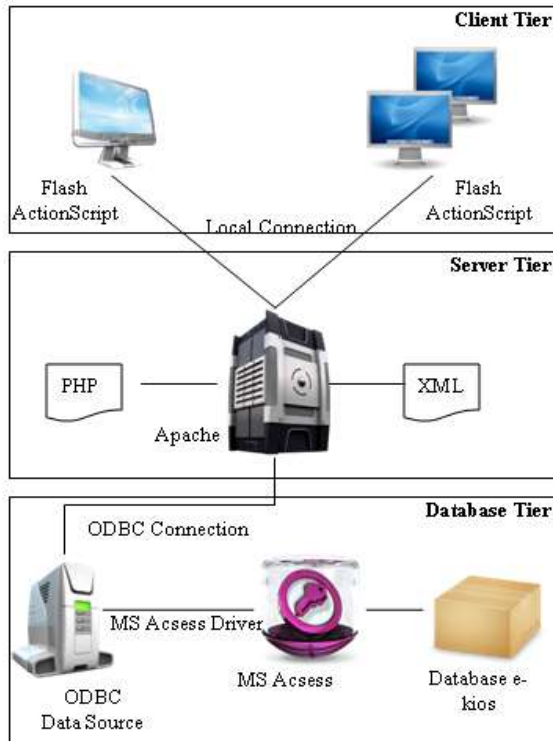 Client Tier
Flash
ActionScript
Flash
ActionScript
Local Connection
Server Tier
PHP
XML
Apache
Database Tier
ODBC Connection
MS Acsess Driver
MS Acsess
Database e-
kios
ODBC
Data Source